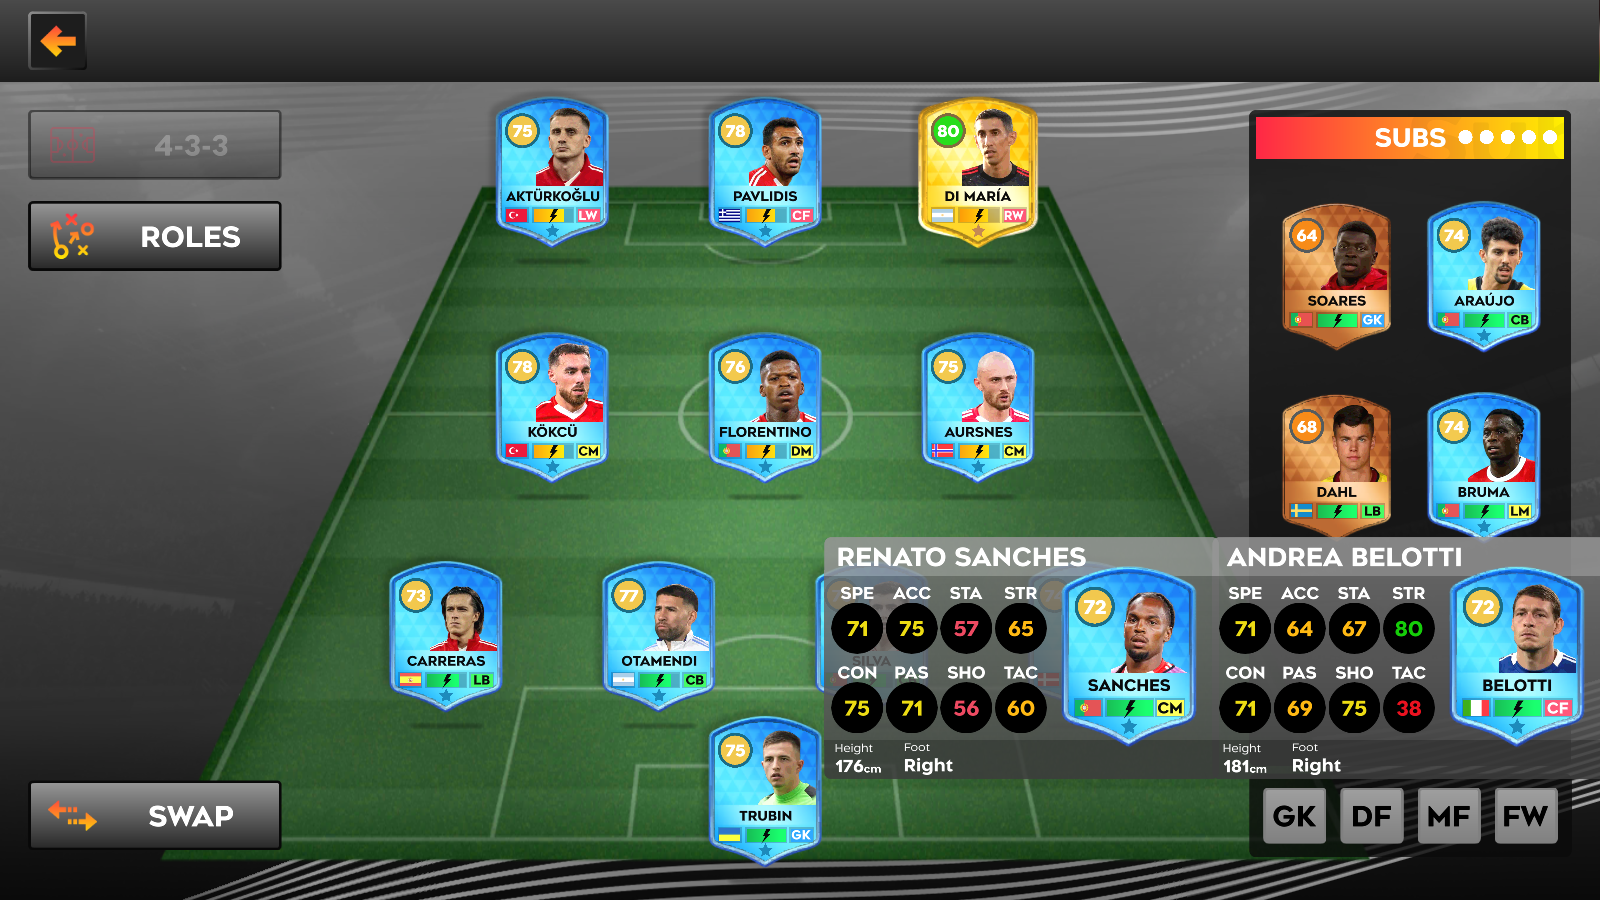 4-3-3
ROLES
75
AKTÜRKOĞLU
LW
78
PAVLIDIS
CF
80
DI MARÍA
RW
SUBS
64
SOARES
GK
74
ARAÚJO
CB
78
KÖKCÜ
CM
76
FLORENTINO
DM
75
AURSNES
CM
68
DAHL
LB
74
BRUMA
LM
73
CARRERAS
LB
77
OTAMENDI
CB
SILVA
RENATO SANCHES
SPE ACC STA STR
71 75 57 65
CON PAS SHO TAC
75 71 56 60
Height Foot
176cm Right
72
SANCHES
CM
ANDREA BELOTTI
SPE ACC STA STR
71 64 67 80
CON PAS SHO TAC
71 69 75 38
Height Foot
181cm Right
72
BELOTTI
CF
75
TRUBIN
GK
SWAP
GK DF MF FW